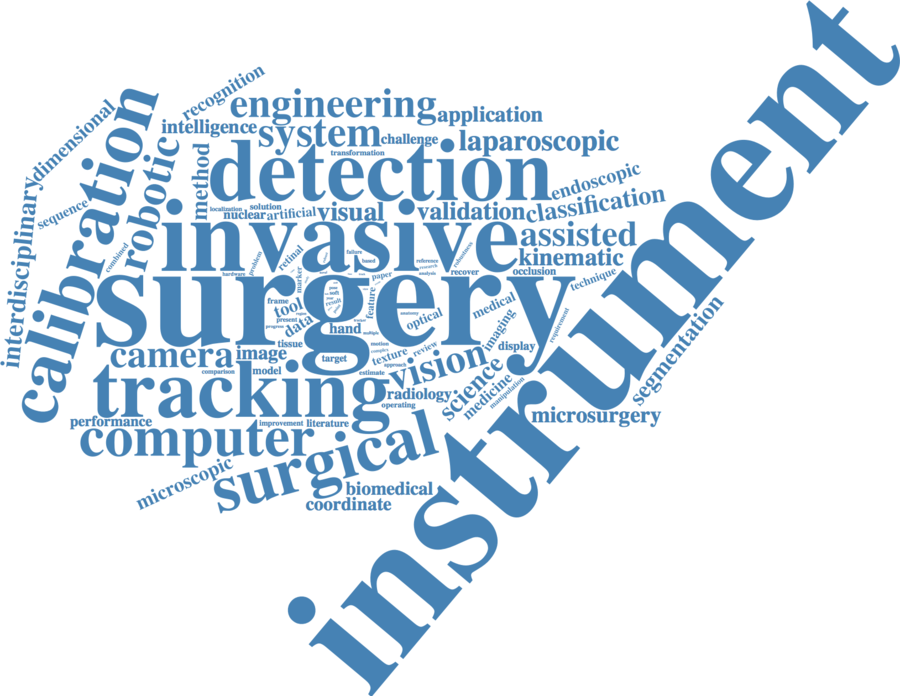 instrument
recognition
engineering
application
dimensional
intelligence
system
challenge
laparoscopic
transformation
calibration
robotic
method
detection
endoscopic
interdisciplinary
sequence
localization
solution
nuclear
artificial
visual
validation
classification
invasive
assisted
kinematic
combined
problem
retinal
failure
based
reference
research
robustness
hardware
marker
paper
analysis
recover
occlusion
technique
surgery
frame
tool
result
feature
medical
region
anatomy
optical
present
data
hand
progress
multiple
imaging
requirement
segmentation
tissue
motion
complex
review
display
camera
image
target
texture
approach
vision
comparison
model
estimate
tracking
radiology
science
medicine
manipulation
operating
microsurgery
performance
improvement
literature
computer
surgical
microscopic
biomedical
coordinate